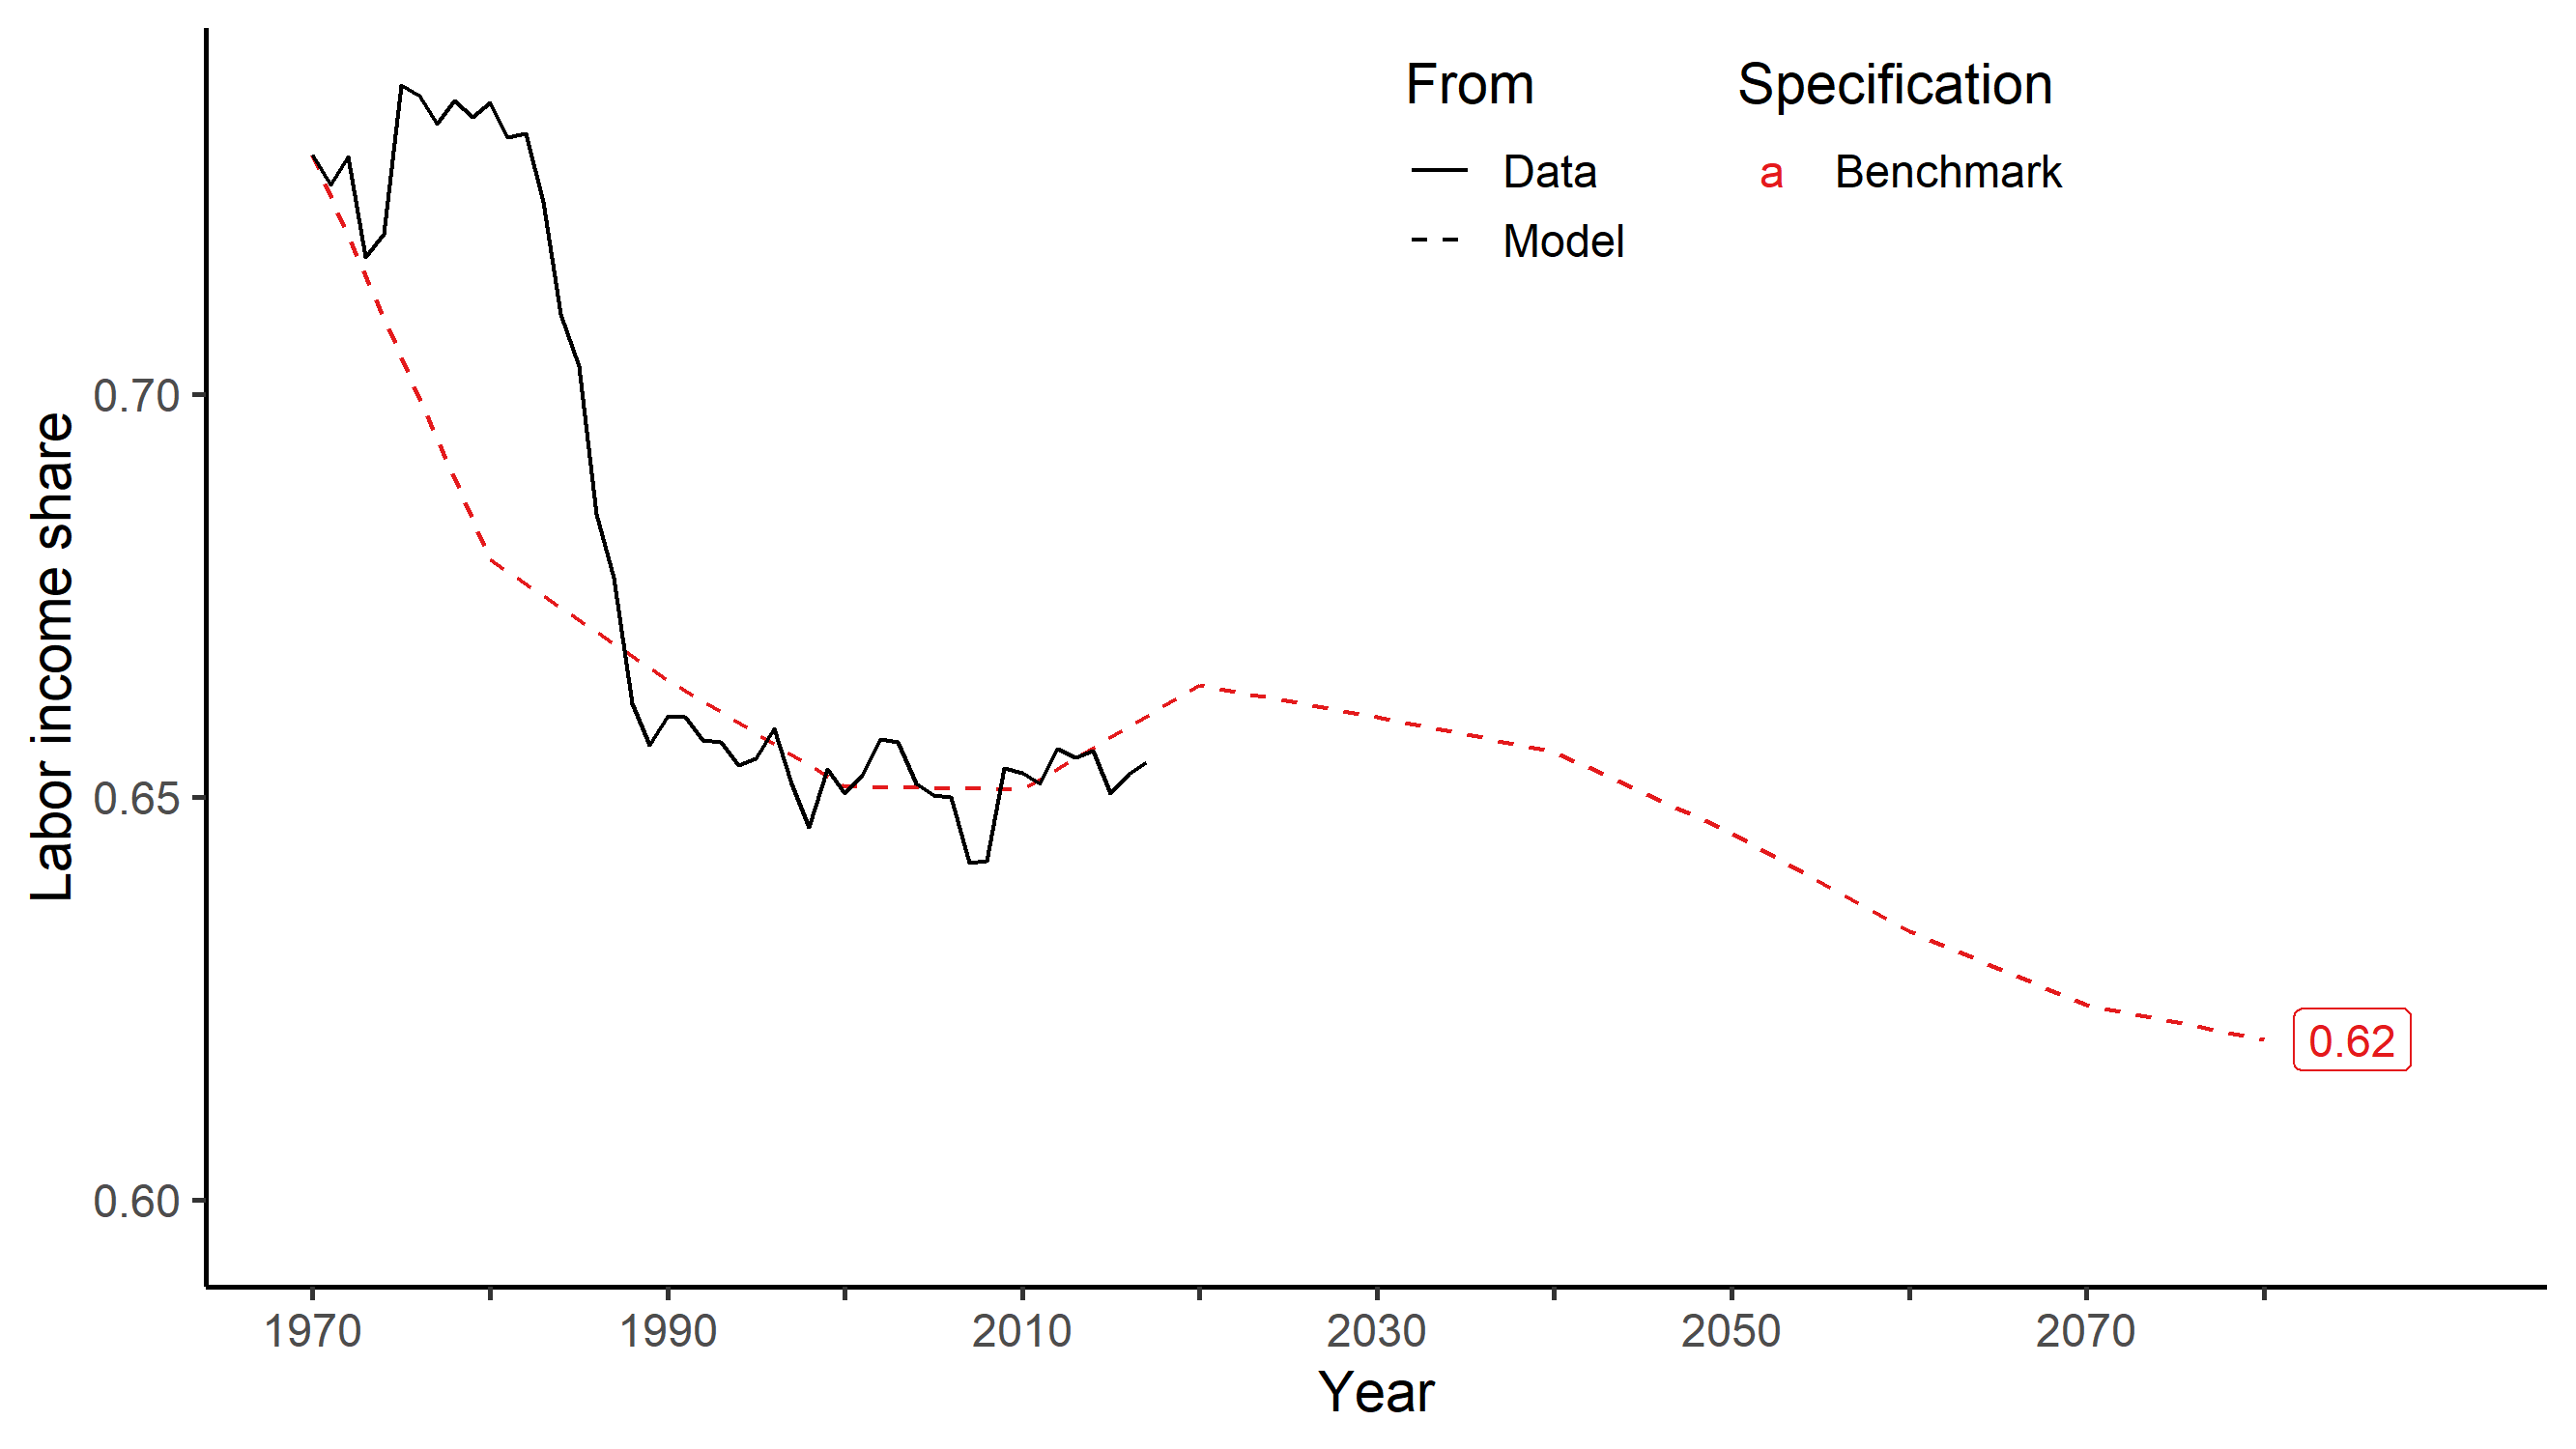 From
Specification
Data
a Benchmark
Model
Labor income share
0.70
0.65
0.60
0.62
1970
1990
2010
2030
2050
2070
Year